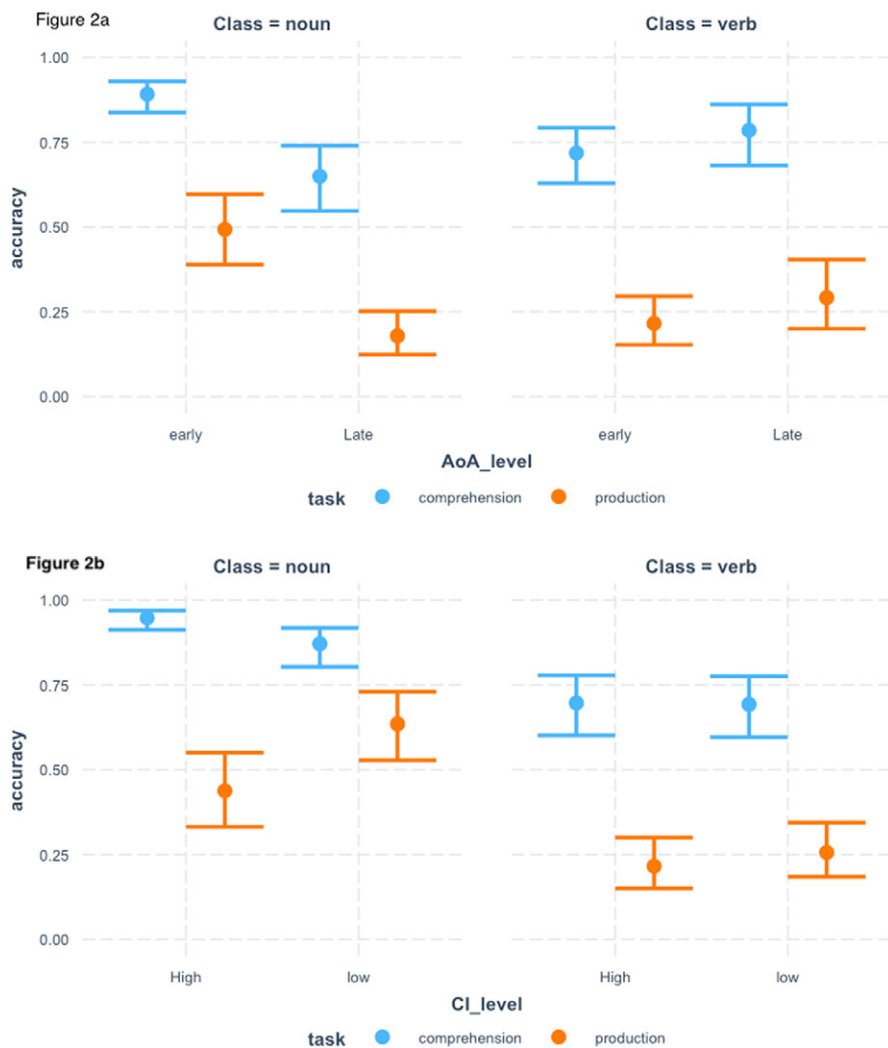 Figure 2a
Class = noun Class = verb
1.00
0.75
0.50
0.25
0.00
accuracy
early Late early Late
AoA_level
task comprehension production
Figure 2b
Class = noun Class = verb
1.00
0.75
0.50
0.25
0.00
accuracy
High low High low
CI_level
task comprehension production